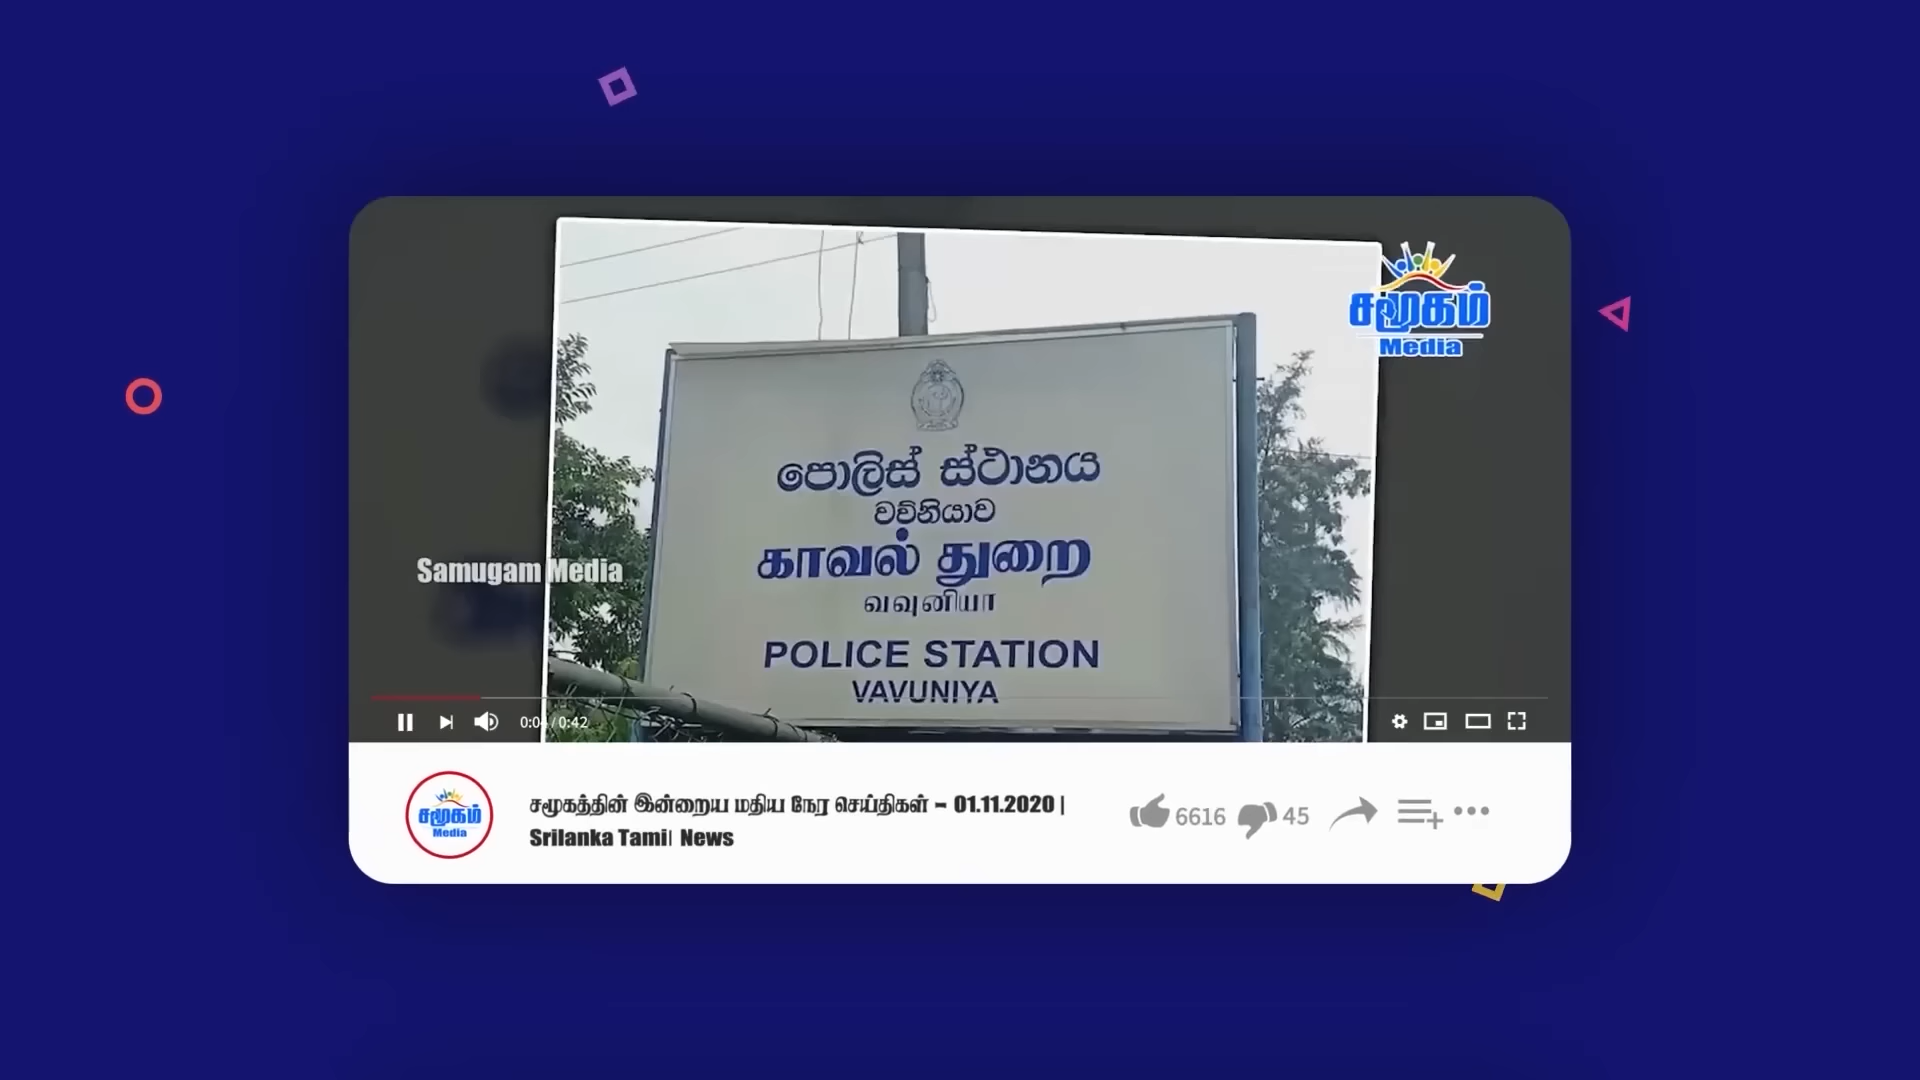 சமூகம்
Media
පොලිස් ස්ථානය
වව්නියාව
காவல் துறை
வவுனியா
POLICE STATION
VAVUNIYA
Samugam Media
0:04 / 0:42
சமூகம்
Media
சமூகத்தின் இன்றைய மதிய நேர செய்திகள் – 01.11.2020 |
Srilanka Tamil News
6616 45